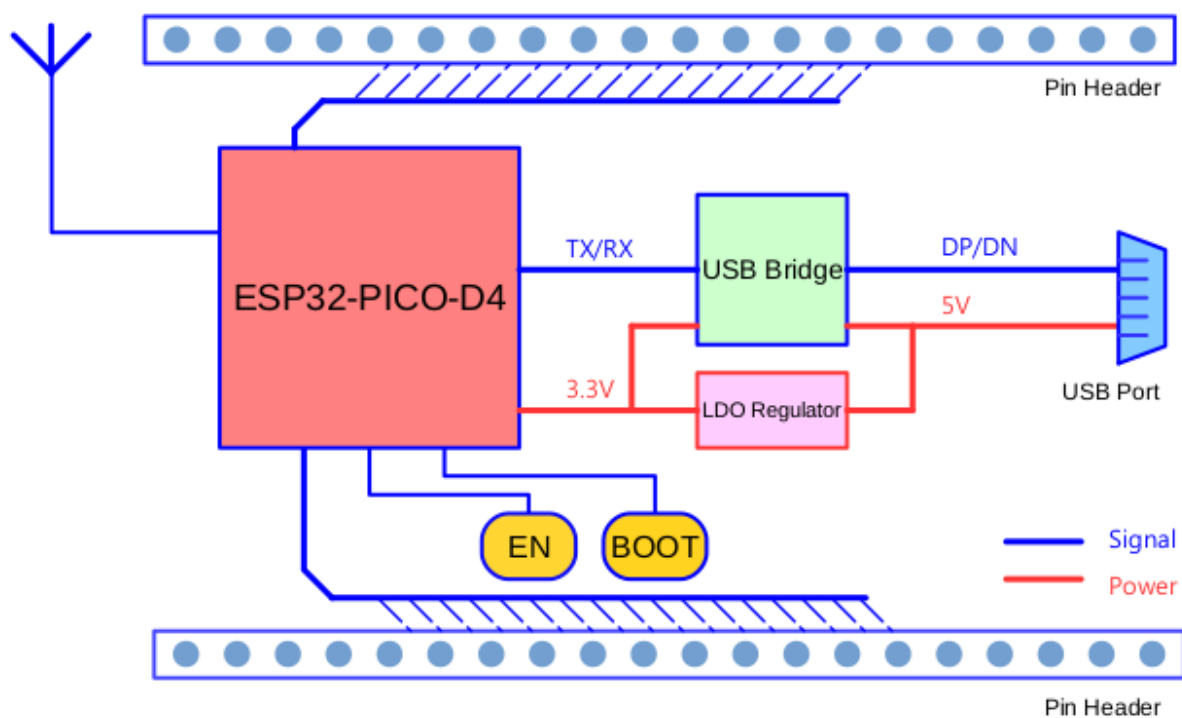 Pin Header
TX/RX
USB Bridge
DP/DN
ESP32-PICO-D4
5V
3.3V
LDO Regulator
USB Port
EN
BOOT
Signal
Power
Pin Header